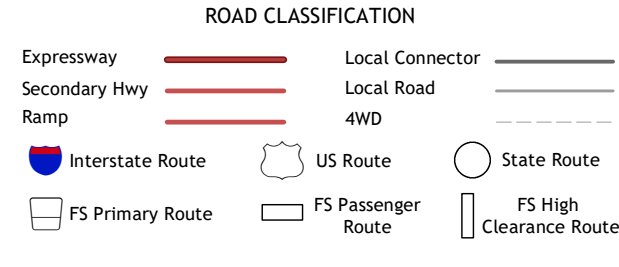 ROAD CLASSIFICATION
Expressway
Local Connector
Secondary Hwy
Local Road
Ramp
4WD
Interstate Route
US Route
State Route
FS Primary Route
FS Passenger
Route
FS High
Clearance Route